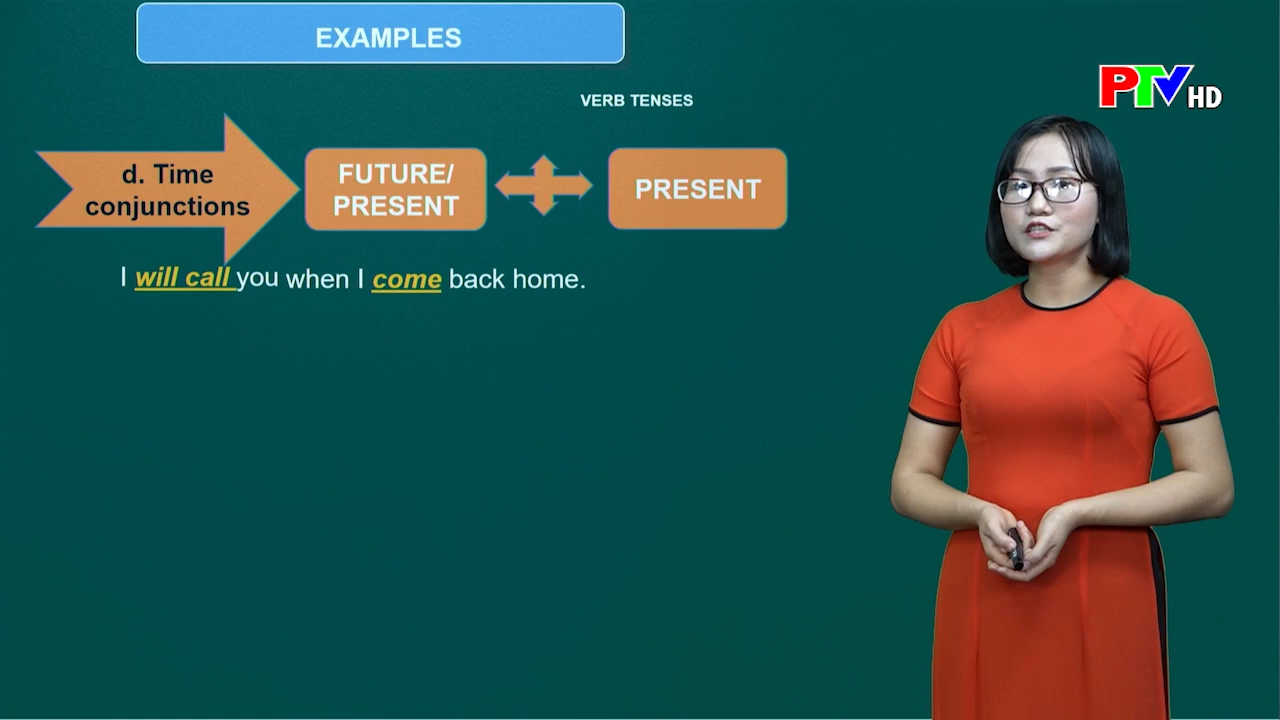 EXAMPLES
PTV HD
VERB TENSES
d. Time
conjunctions
FUTURE/
PRESENT
PRESENT
I will call you when I come back home.